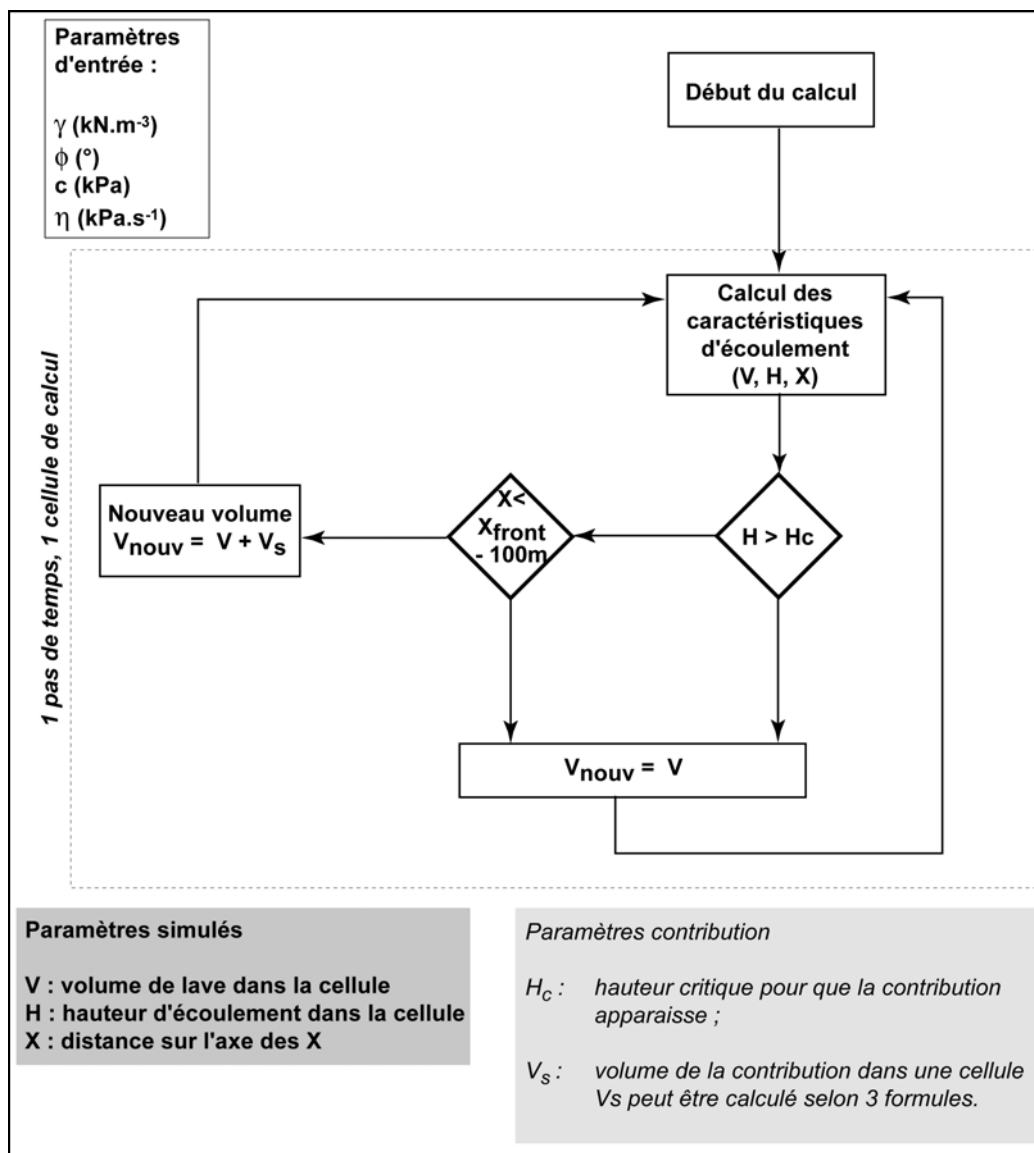 Paramètres
d'entrée :
γ (kN.m-3)
ϕ (°)
c (kPa)
η (kPa.s-1)
Début du calcul
1 pas de temps, 1 cellule de calcul
Calcul des
caractéristiques
d'écoulement
(V, H, X)
H > Hc
X<
Xfront
- 100m
Nouveau volume
Vnouv = V + Vs
Vnouv = V
Paramètres simulés
V : volume de lave dans la cellule
H : hauteur d'écoulement dans la cellule
X : distance sur l'axe des X
Paramètres contribution
Hc : hauteur critique pour que la contribution
apparaisse ;
Vs : volume de la contribution dans une cellule
Vs peut être calculé selon 3 formules.